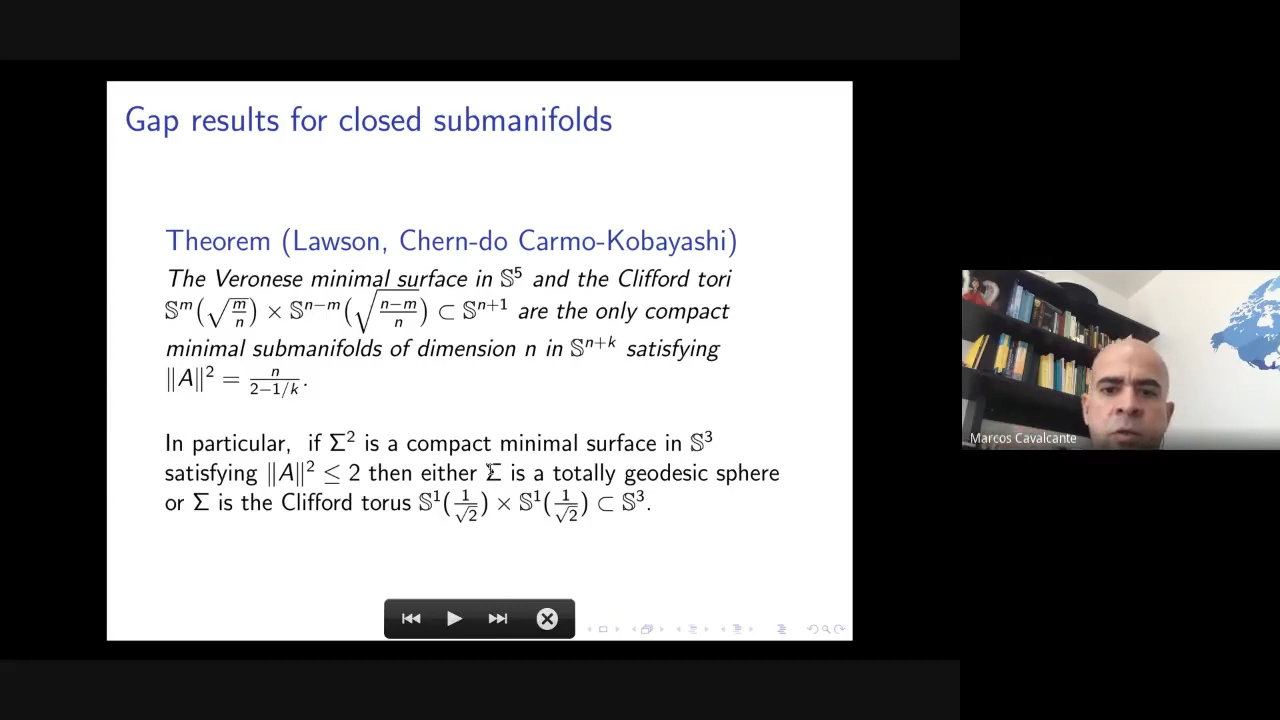 Gap results for closed submanifolds
Theorem (Lawson, Chern-do Carmo-Kobayashi)
The Veronese minimal surface in 𝕊⁵ and the Clifford tori
𝕊ᵐ(√(m/n)) × 𝕊ⁿ⁻ᵐ(√((n−m)/n)) ⊂ 𝕊ⁿ⁺¹ are the only compact
minimal submanifolds of dimension n in 𝕊ⁿ⁺ᵏ satisfying
‖A‖² = n/(2−1/k).
In particular, if Σ² is a compact minimal surface in 𝕊³
satisfying ‖A‖² ≤ 2 then either Σ is a totally geodesic sphere
or Σ is the Clifford torus 𝕊¹(1/√2) × 𝕊¹(1/√2) ⊂ 𝕊³.
Marcos Cavalcante